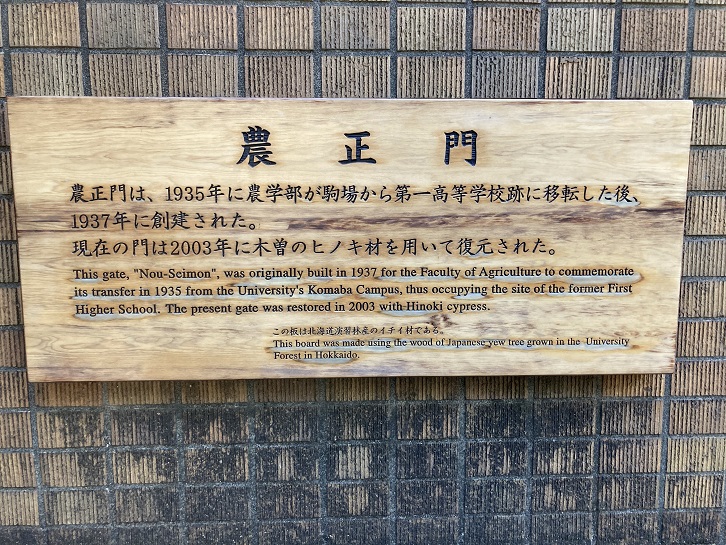 農正門
農正門は、1935年に農学部が駒場から第一高等学校跡に移転した後、
1937年に創建された。
現在の門は2003年に木曽のヒノキ材を用いて復元された。
This gate, "Nou-Seimon", was originally built in 1937 for the Faculty of Agriculture to commemorate
its transfer in 1935 from the University's Komaba Campus, thus occupying the site of the former First
Higher School. The present gate was restored in 2003 with Hinoki cypress.
この板は北海道演習林産のイチイ材である。
This board was made using the wood of Japanese yew tree grown in the University
Forest in Hokkaido.